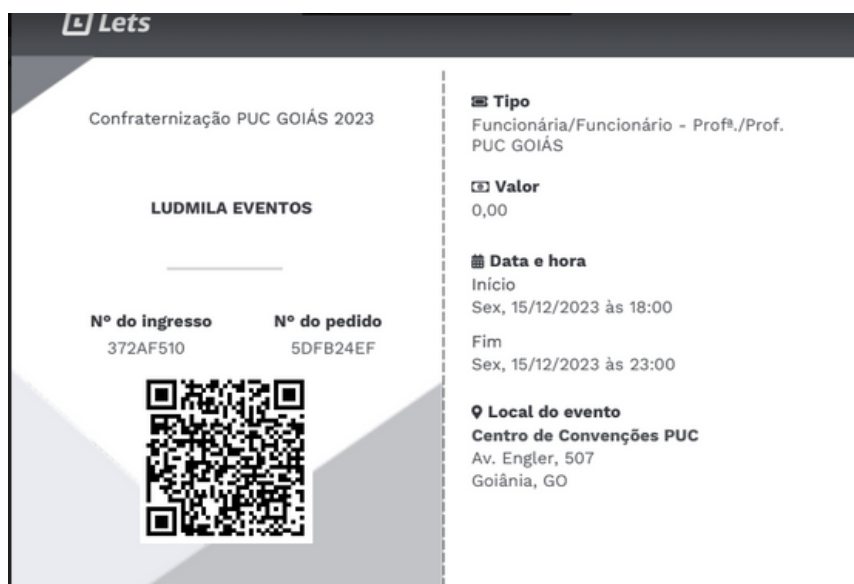 Lets
Confraternização PUC GOIÁS 2023
LUDMILA EVENTOS
Nº do ingresso
372AF510
Nº do pedido
5DFB24EF
Tipo
Funcionária/Funcionário - Profª./Prof.
PUC GOIÁS
Valor
0,00
Data e hora
Início
Sex, 15/12/2023 às 18:00
Fim
Sex, 15/12/2023 às 23:00
Local do evento
Centro de Convenções PUC
Av. Engler, 507
Goiânia, GO